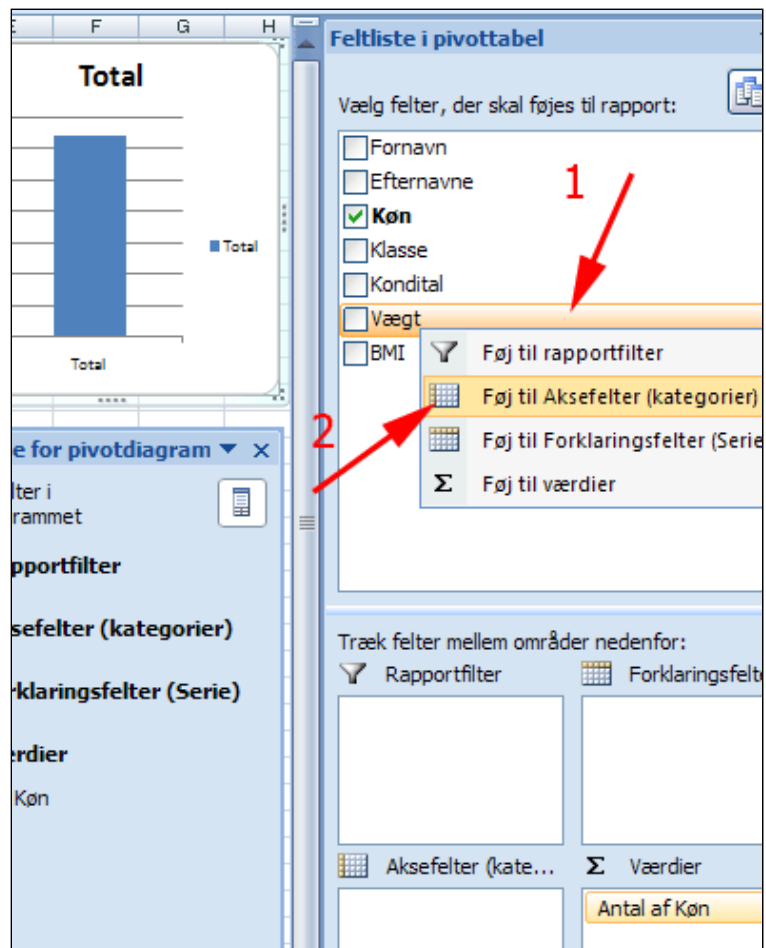 E F G H
Total
Total
Total
e for pivotdiagram
lter i
rammet
pportfilter
sefelter (kategorier)
rklaringsfelter (Serie)
erdier
Køn
Feltliste i pivottabel
Vælg felter, der skal føjes til rapport:
Fornavn
Efternavne
1
Køn
Klasse
Kondital
Vægt
BMI
Føj til rapportfilter
Føj til Aksefelter (kategorier)
2
Føj til Forklaringsfelter (Serie
Σ Føj til værdier
Træk felter mellem områder nedenfor:
Rapportfilter
Forklaringsfelte
Aksefelter (kate...
Σ Værdier
Antal af Køn